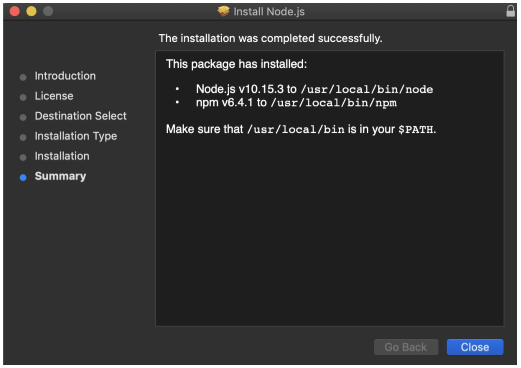 Install Node.js
The installation was completed successfully.
Introduction
License
Destination Select
Installation Type
Installation
Summary
This package has installed:
• Node.js v10.15.3 to /usr/local/bin/node
• npm v6.4.1 to /usr/local/bin/npm
Make sure that /usr/local/bin is in your $PATH.
Go Back
Close